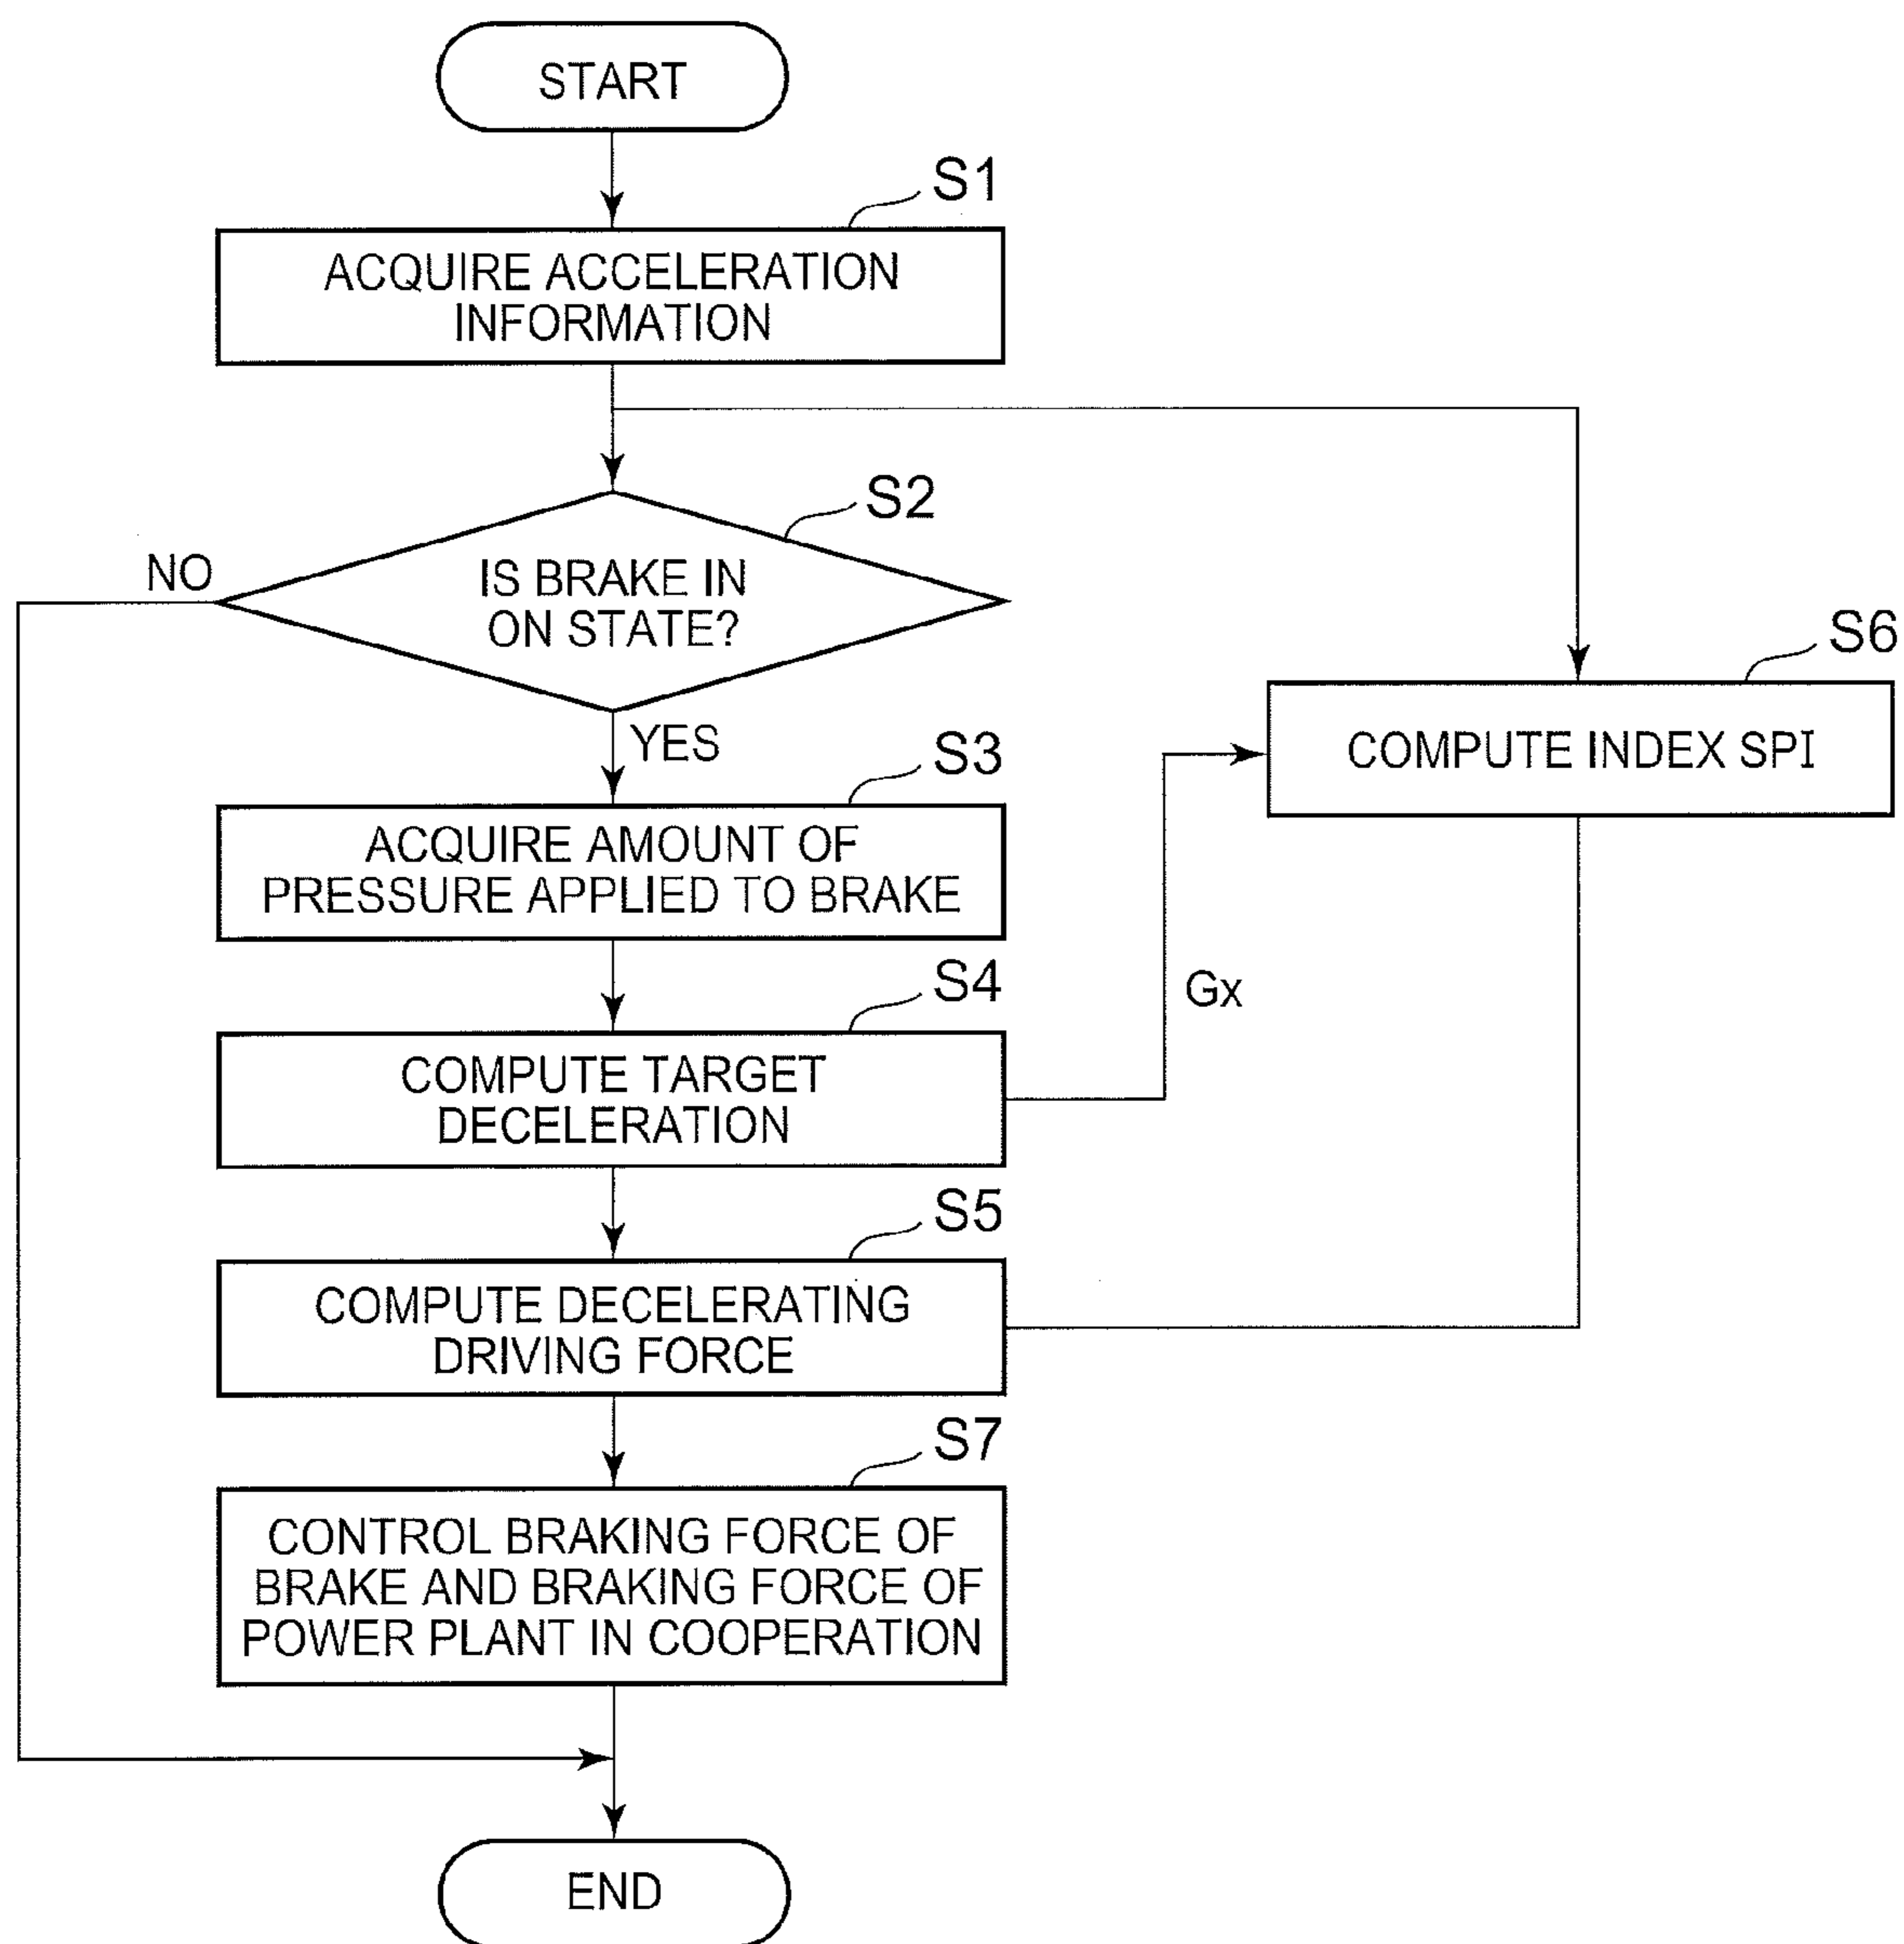 START
S1
ACQUIRE ACCELERATION
INFORMATION
S2
NO
IS BRAKE IN
ON STATE?
YES
S6
COMPUTE INDEX SPI
S3
ACQUIRE AMOUNT OF
PRESSURE APPLIED TO BRAKE
S4
Gx
COMPUTE TARGET
DECELERATION
S5
COMPUTE DECELERATING
DRIVING FORCE
S7
CONTROL BRAKING FORCE OF
BRAKE AND BRAKING FORCE OF
POWER PLANT IN COOPERATION
END